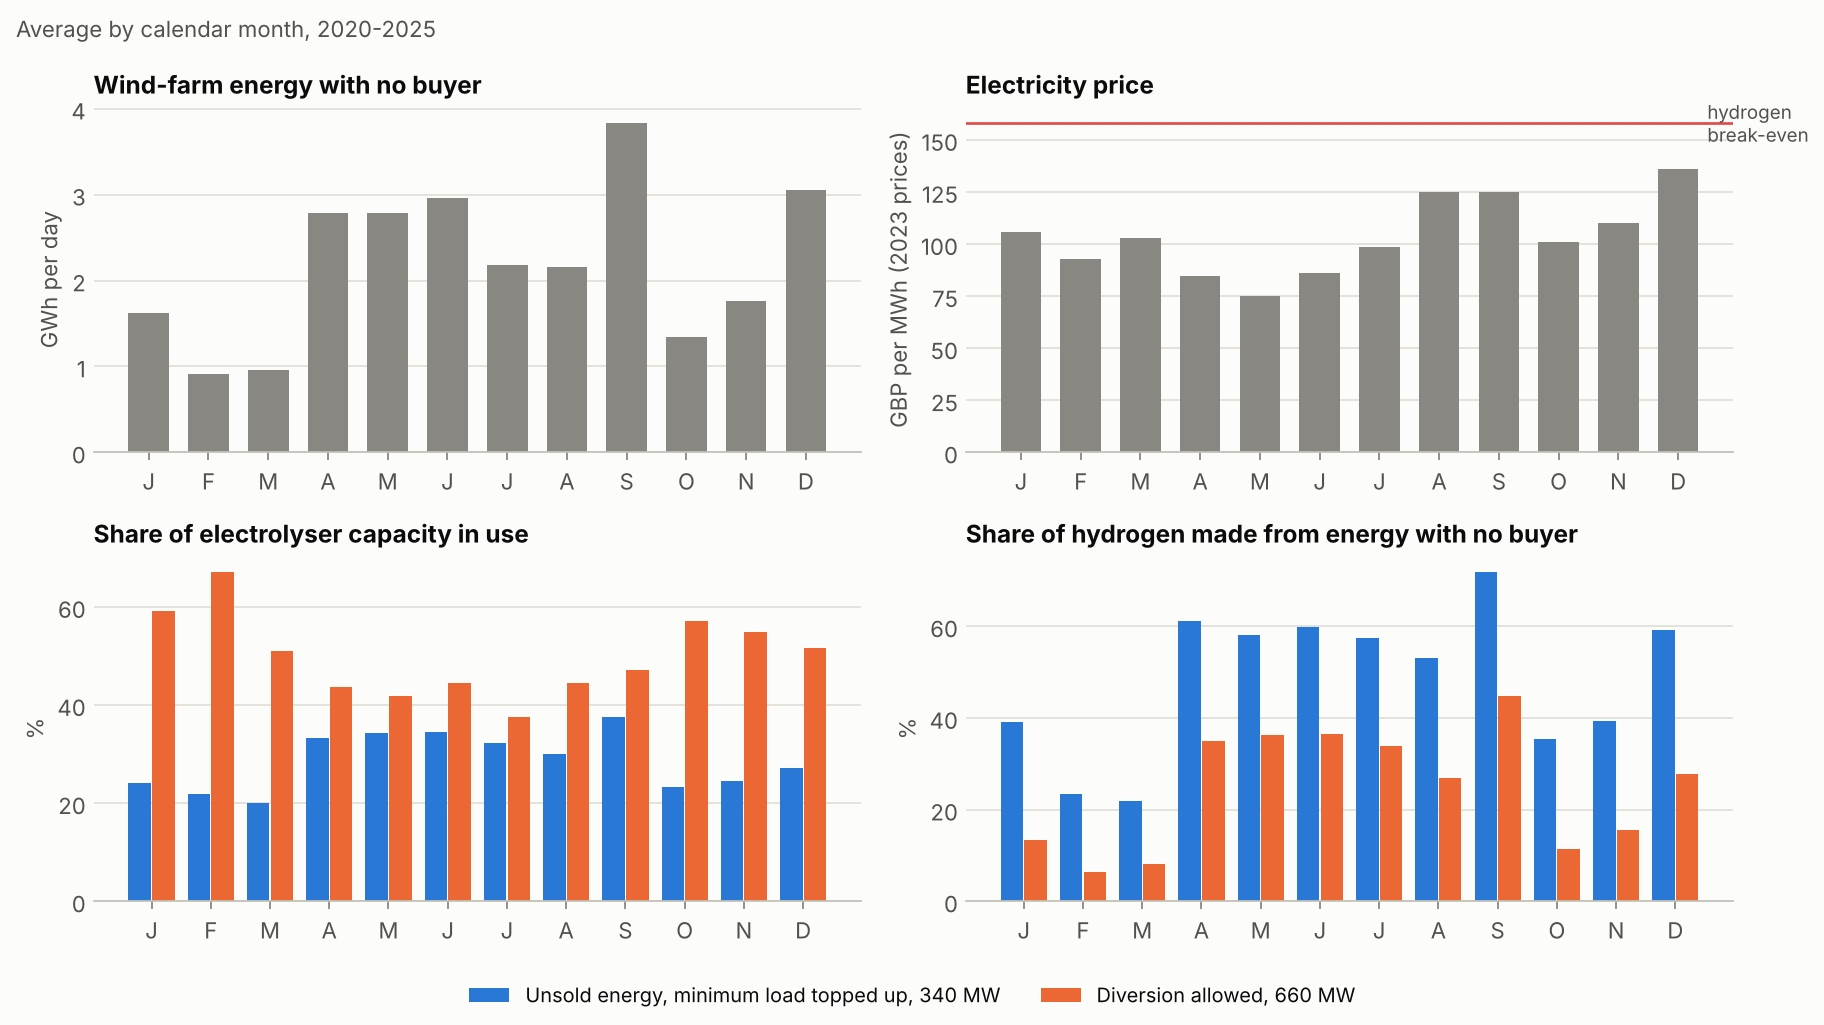 Average by calendar month, 2020-2025
Wind-farm energy with no buyer
GWh per day
4
3
2
1
0
J F M A M J J A S O N D
Electricity price
hydrogen
break-even
GBP per MWh (2023 prices)
150
125
100
75
50
25
0
J F M A M J J A S O N D
Share of electrolyser capacity in use
%
60
40
20
0
J F M A M J J A S O N D
Share of hydrogen made from energy with no buyer
%
60
40
20
0
J F M A M J J A S O N D
Unsold energy, minimum load topped up, 340 MW
Diversion allowed, 660 MW